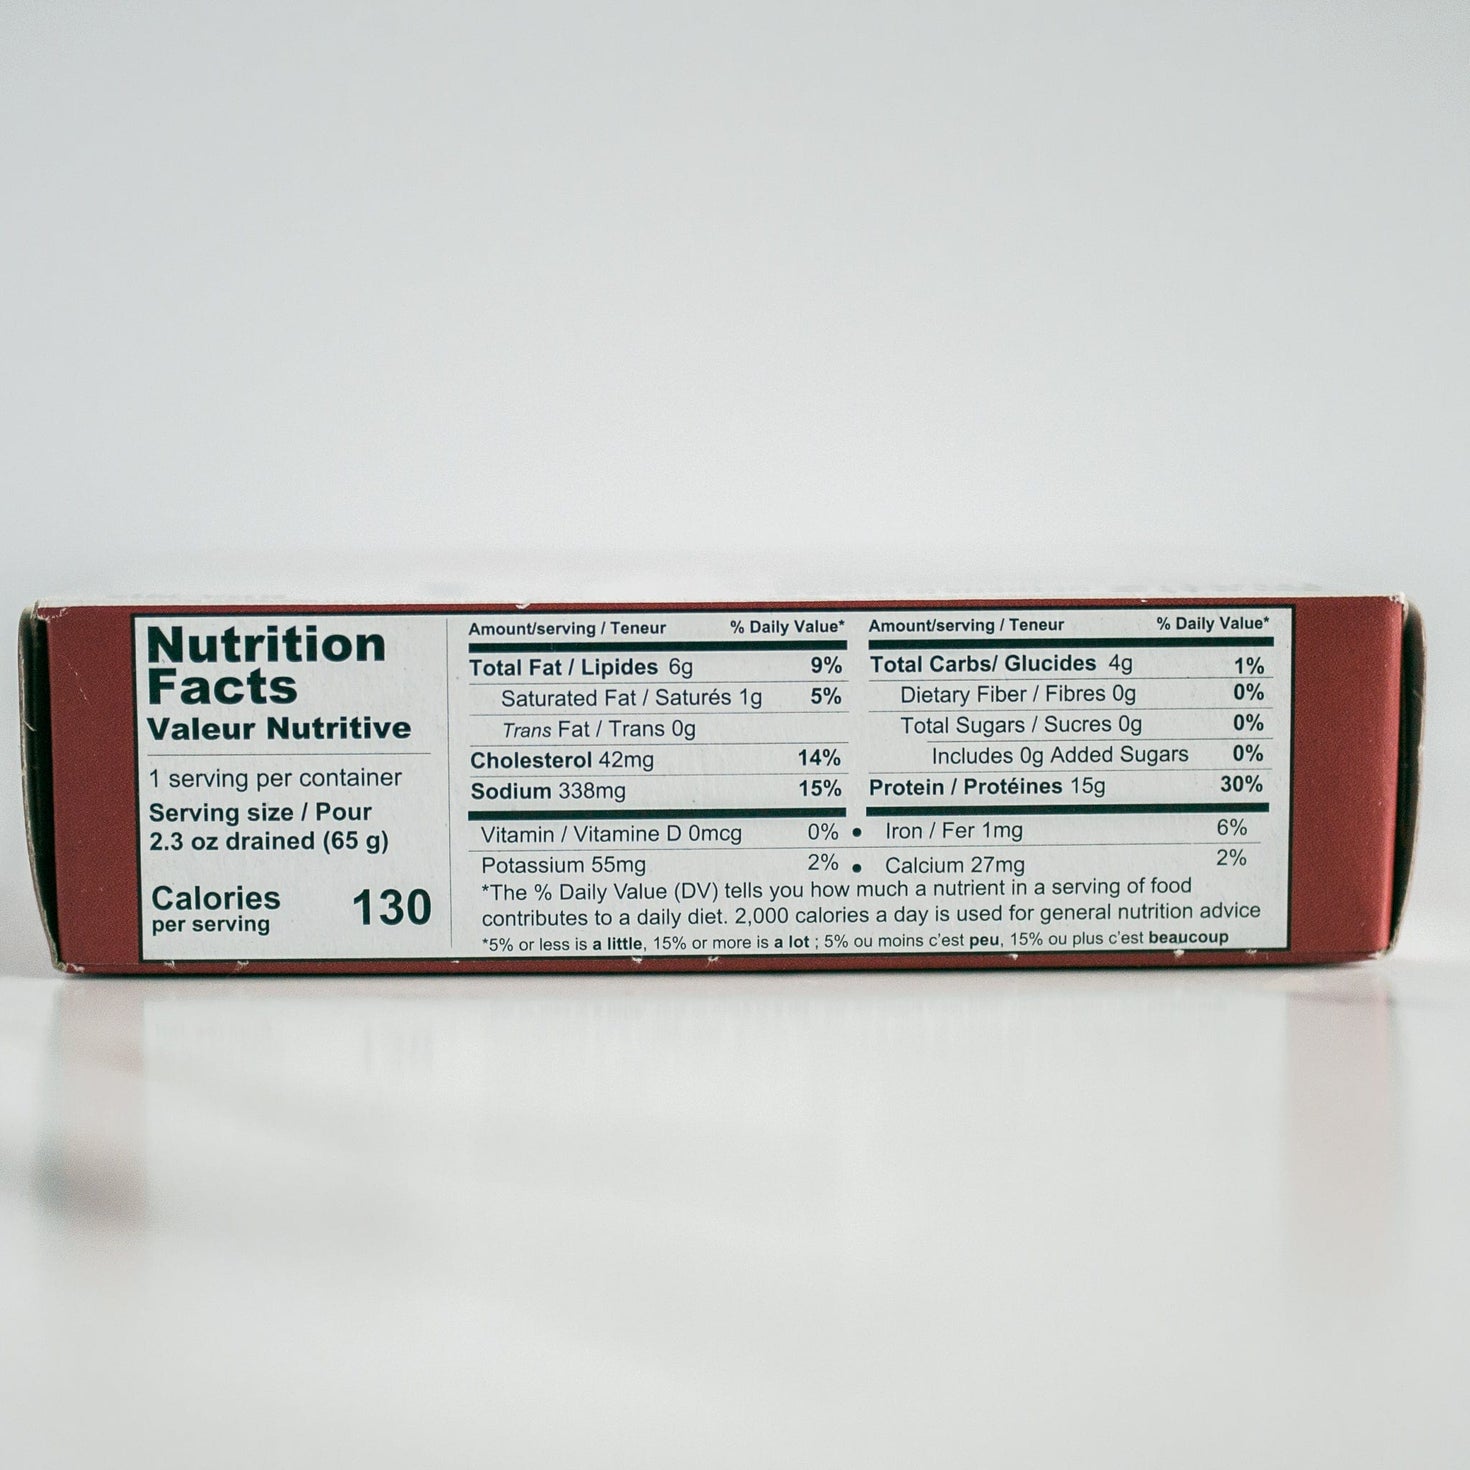 Nutrition
Facts
Valeur Nutritive
1 serving per container
Serving size / Pour
2.3 oz drained (65 g)
Calories 130
per serving
Amount/serving / Teneur % Daily Value*
Total Fat / Lipides 6g 9%
Saturated Fat / Saturés 1g 5%
Trans Fat / Trans 0g
Cholesterol 42mg 14%
Sodium 338mg 15%
Amount/serving / Teneur % Daily Value*
Total Carbs/ Glucides 4g 1%
Dietary Fiber / Fibres 0g 0%
Total Sugars / Sucres 0g 0%
Includes 0g Added Sugars 0%
Protein / Protéines 15g 30%
Vitamin / Vitamine D 0mcg 0% • Iron / Fer 1mg 6%
Potassium 55mg 2% • Calcium 27mg 2%
*The % Daily Value (DV) tells you how much a nutrient in a serving of food
contributes to a daily diet. 2,000 calories a day is used for general nutrition advice
*5% or less is a little, 15% or more is a lot ; 5% ou moins c'est peu, 15% ou plus c'est beaucoup